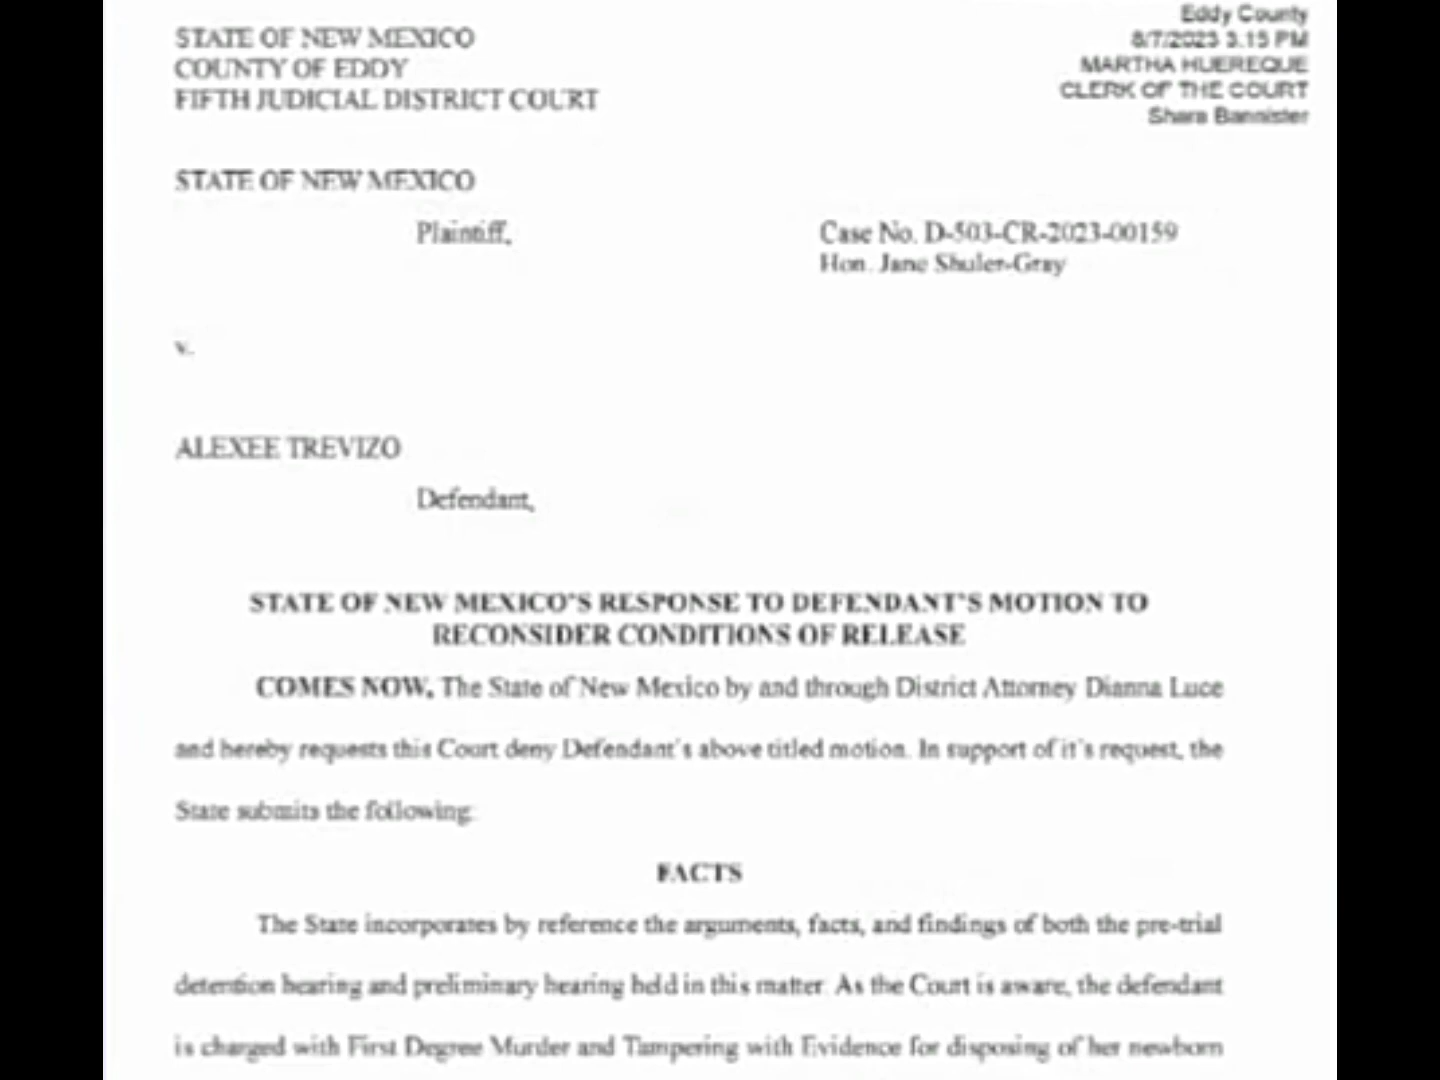 Eddy County
8/7/2023 3:15 PM
MARTHA HUEREQUE
CLERK OF THE COURT
Shara Bannister
STATE OF NEW MEXICO
COUNTY OF EDDY
FIFTH JUDICIAL DISTRICT COURT
STATE OF NEW MEXICO
Plaintiff,
Case No. D-503-CR-2023-00159
Hon. Jane Shuler-Gray
v.
ALEXEE TREVIZO
Defendant,
STATE OF NEW MEXICO'S RESPONSE TO DEFENDANT'S MOTION TO
RECONSIDER CONDITIONS OF RELEASE
COMES NOW, The State of New Mexico by and through District Attorney Dianna Luce
and hereby requests this Court deny Defendant's above titled motion. In support of it's request, the
State submits the following:
FACTS
The State incorporates by reference the arguments, facts, and findings of both the pre-trial
detention hearing and preliminary hearing held in this matter. As the Court is aware, the defendant
is charged with First Degree Murder and Tampering with Evidence for disposing of her newborn